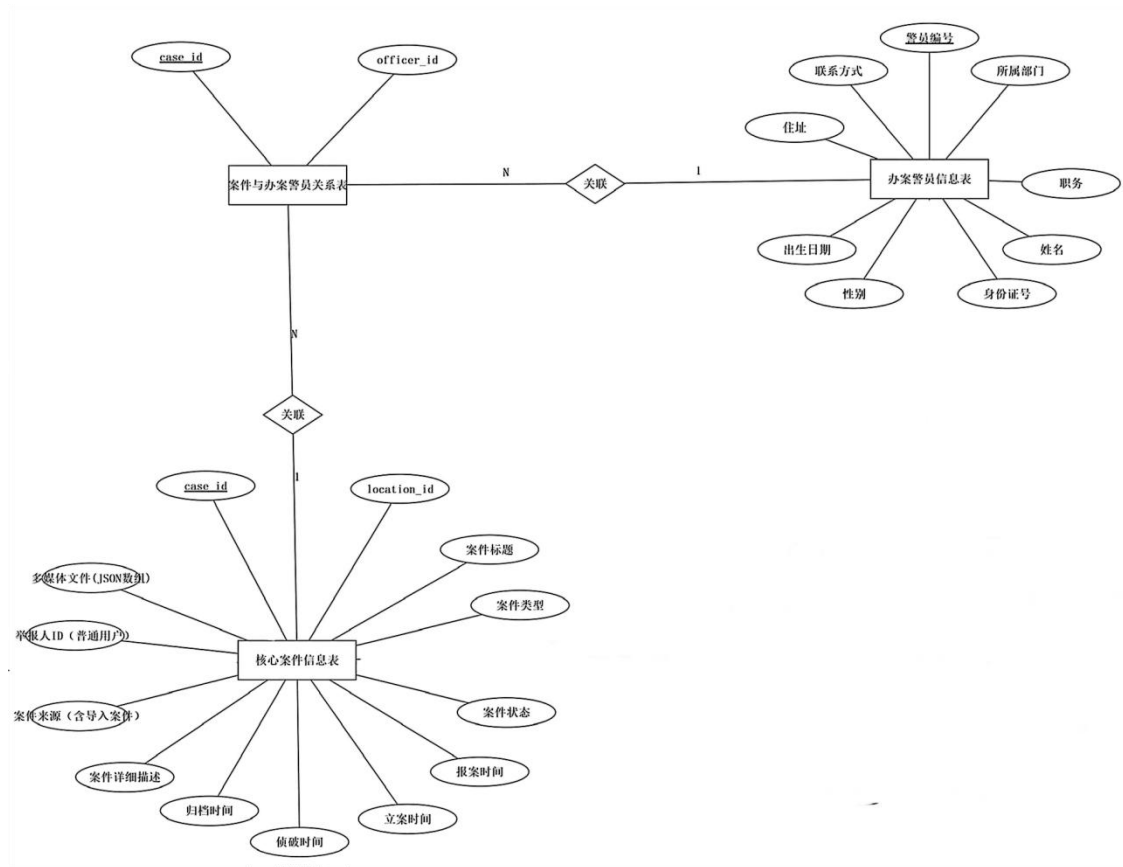 警员编号
case_id
officer_id
联系方式
所属部门
住址
案件与办案警员关系表
N
关联
1
办案警员信息表
职务
出生日期
姓名
性别
身份证号
N
关联
1
case_id
location_id
案件标题
多媒体文件(JSON数组)
案件类型
举报人ID（普通用户）
核心案件信息表
案件来源（含导入案件）
案件状态
案件详细描述
报案时间
归档时间
立案时间
侦破时间